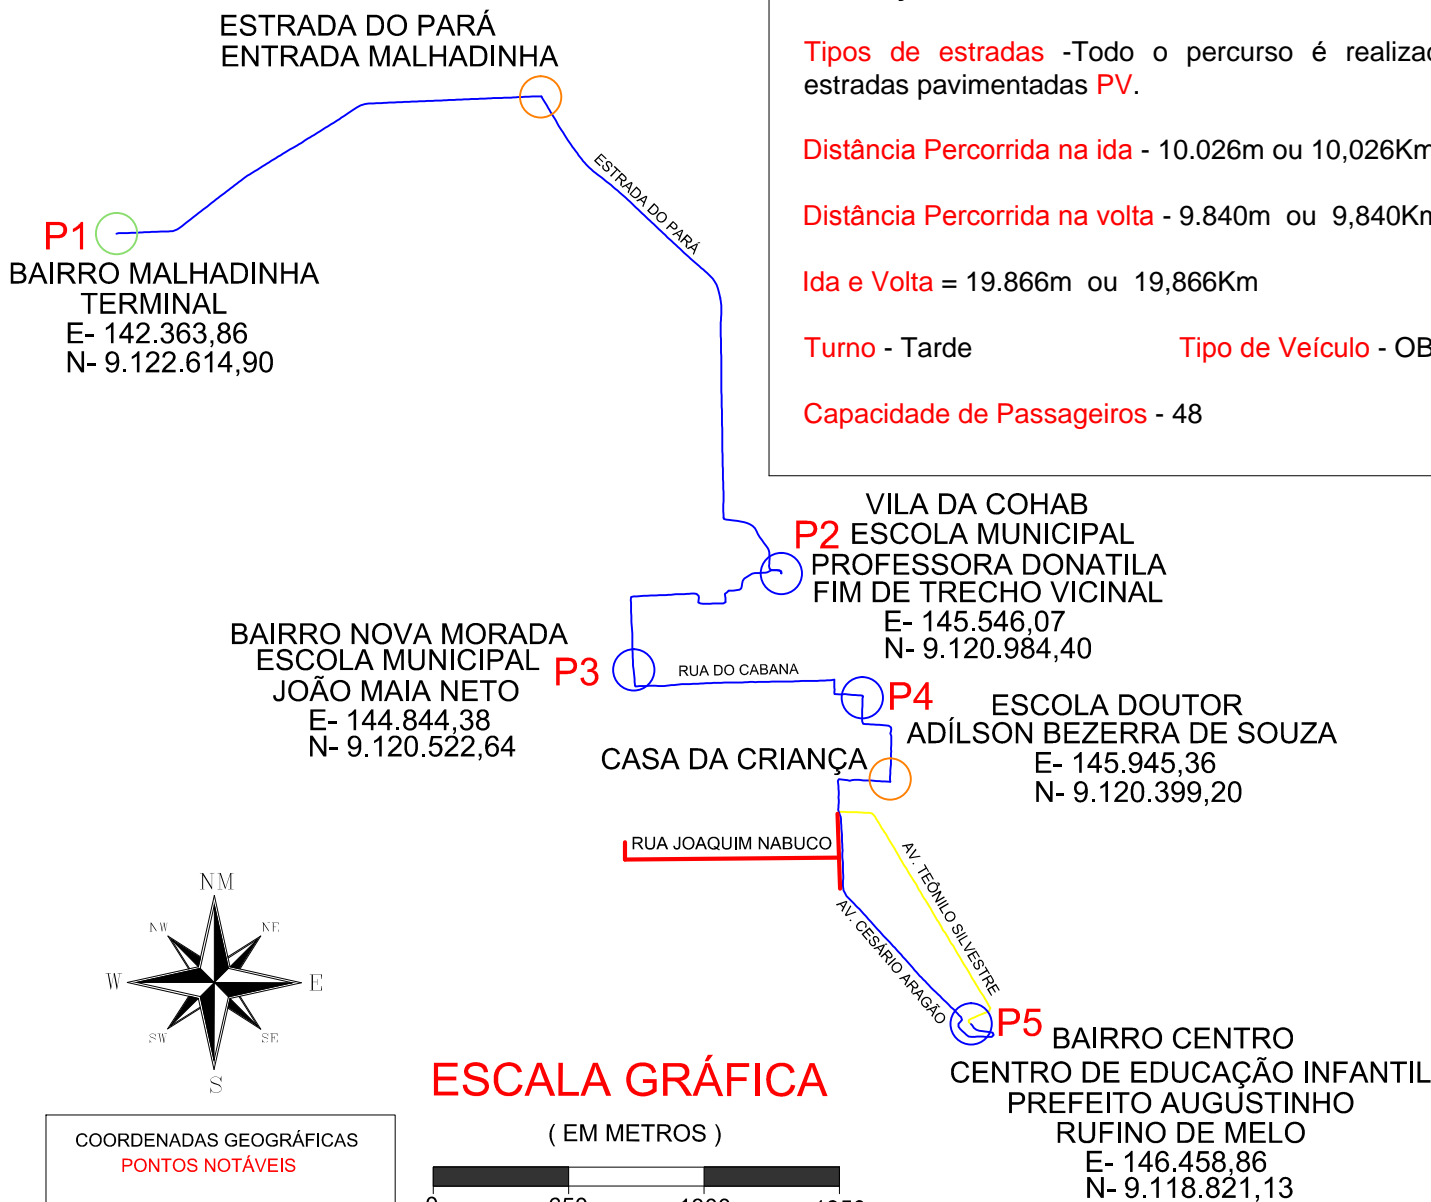 ESTRADA DO PARÁ
ENTRADA MALHADINHA
Tipos de estradas -Todo o percurso é
estradas pavimentadas PV.
Distância Percorrida na ida - 10.026m ou 10,026Km
Distância Percorrida na volta - 9.840m ou 9,840Km
Ida e Volta = 19.866m ou 19,866Km
Turno - Tarde Tipo de Veículo -
Capacidade de Passageiros - 48
ESTRADA DO PARÁ
P1
BAIRRO MALHADINHA
TERMINAL
E- 142.363,86
N- 9.122.614,90
P2
VILA DA COHAB
ESCOLA MUNICIPAL
PROFESSORA DONATILA
FIM DE TRECHO VICINAL
E- 145.546,07
N- 9.120.984,40
BAIRRO NOVA MORADA
ESCOLA MUNICIPAL
JOÃO MAIA NETO
E- 144.844,38
N- 9.120.522,64
P3
RUA DO CABANA
P4
ESCOLA DOUTOR
ADÍLSON BEZERRA DE SOUZA
E- 145.945,36
N- 9.120.399,20
CASA DA CRIANÇA
RUA JOAQUIM NABUCO
AV. TEÔNILO SILVESTRE
AV. CESÁRIO ARAGÃO
P5
BAIRRO CENTRO
CENTRO DE EDUCAÇÃO INFANTIL
PREFEITO AUGUSTINHO
RUFINO DE MELO
E- 146.458,86
N- 9.118.821,13
NM
NW
NE
W
E
SW
SE
S
ESCALA GRÁFICA
( EM METROS )
COORDENADAS GEOGRÁFICAS
PONTOS NOTÁVEIS